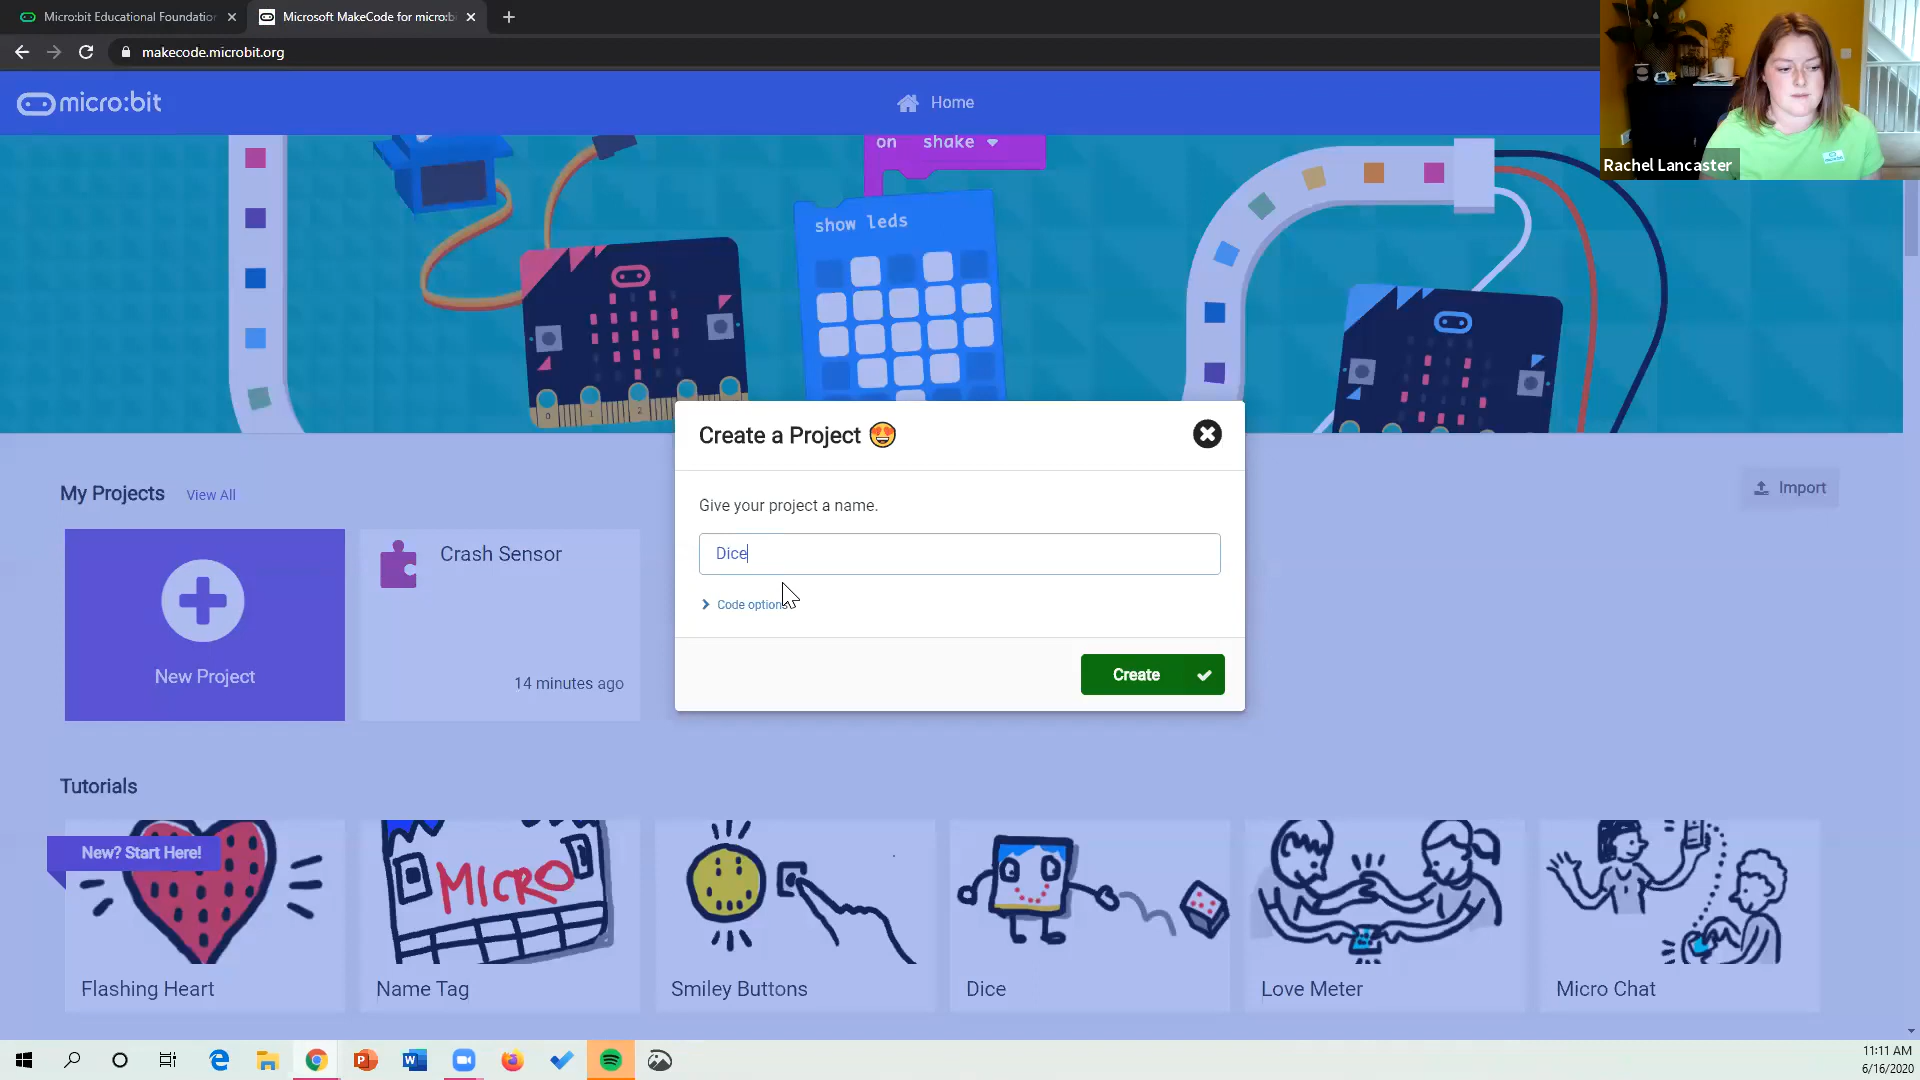 Micro:bit Educational Foundation
Microsoft MakeCode for micro:b
makecode.microbit.org
Rachel Lancaster
micro:bit
Home
on shake
show leds
0 1 2
Create a Project
Give your project a name.
Dice
Code options
Create
My Projects View All
Import
New Project
Crash Sensor
14 minutes ago
Tutorials
New? Start Here!
MICRO
Flashing Heart
Name Tag
Smiley Buttons
Dice
Love Meter
Micro Chat
11:11 AM
6/16/2020